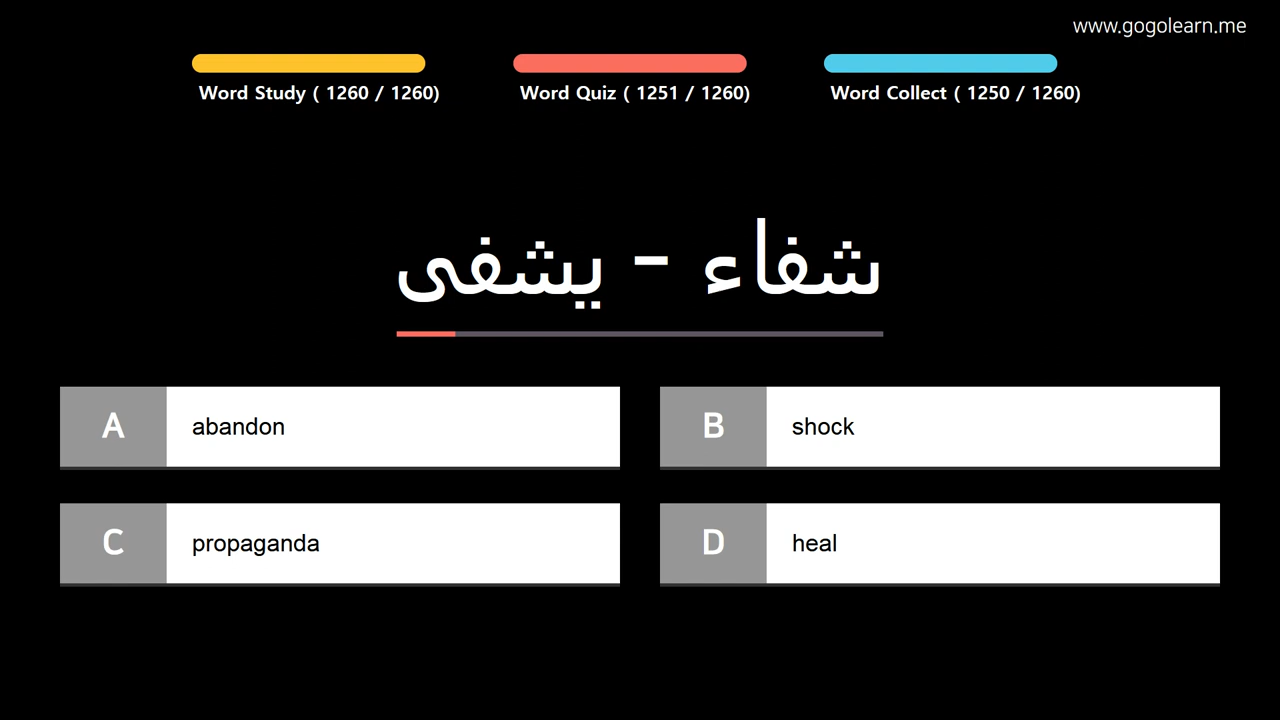 www.gogolearn.me
Word Study ( 1260 / 1260)
Word Quiz ( 1251 / 1260)
Word Collect ( 1250 / 1260)
شفاء - يشفى
A
abandon
B
shock
C
propaganda
D
heal